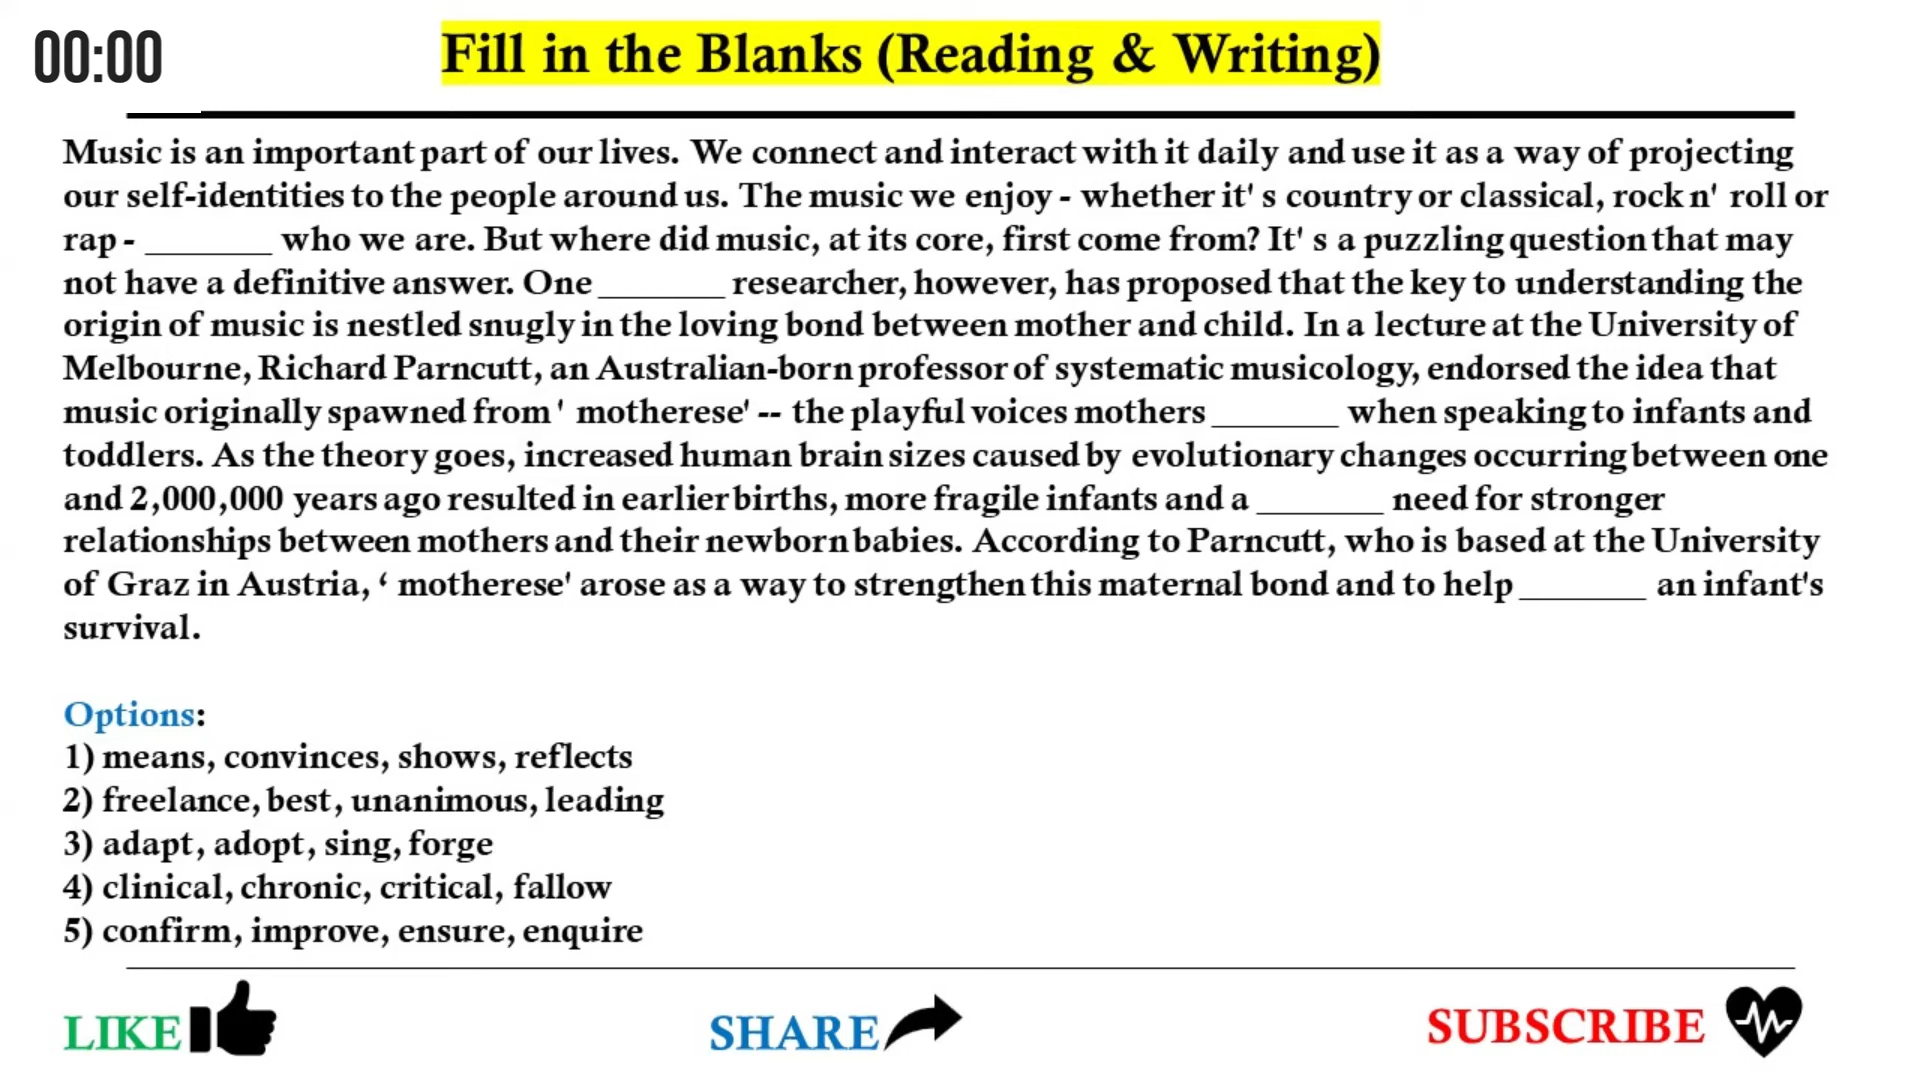 00:00
Fill in the Blanks (Reading & Writing)
Music is an important part of our lives. We connect and interact with it daily and use it as a way of projecting
our self-identities to the people around us. The music we enjoy - whether it' s country or classical, rock n' roll or
rap - _______ who we are. But where did music, at its core, first come from? It' s a puzzling question that may
not have a definitive answer. One _______ researcher, however, has proposed that the key to understanding the
origin of music is nestled snugly in the loving bond between mother and child. In a lecture at the University of
Melbourne, Richard Parncutt, an Australian-born professor of systematic musicology, endorsed the idea that
music originally spawned from ' motherese' -- the playful voices mothers _______ when speaking to infants and
toddlers. As the theory goes, increased human brain sizes caused by evolutionary changes occurring between one
and 2,000,000 years ago resulted in earlier births, more fragile infants and a _______ need for stronger
relationships between mothers and their newborn babies. According to Parncutt, who is based at the University
of Graz in Austria, ‘ motherese' arose as a way to strengthen this maternal bond and to help _______ an infant's
survival.
Options:
1) means, convinces, shows, reflects
2) freelance, best, unanimous, leading
3) adapt, adopt, sing, forge
4) clinical, chronic, critical, fallow
5) confirm, improve, ensure, enquire
LIKE
SHARE
SUBSCRIBE